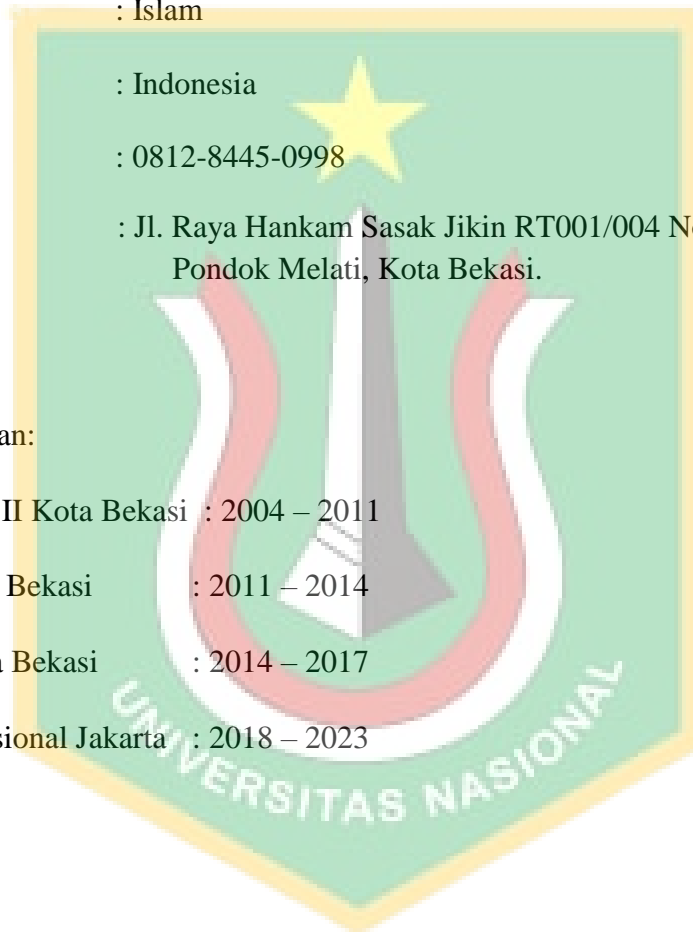 : Islam
: Indonesia
: 0812-8445-0998
: Jl. Raya Hankam Sasak Jikin RT001/004
Pondok Melati, Kota Bekasi.
an:
II Kota Bekasi : 2004 – 2011
Bekasi : 2011 – 2014
a Bekasi : 2014 – 2017
sional Jakarta : 2018 – 2023
UNIVERSITAS NASIONAL